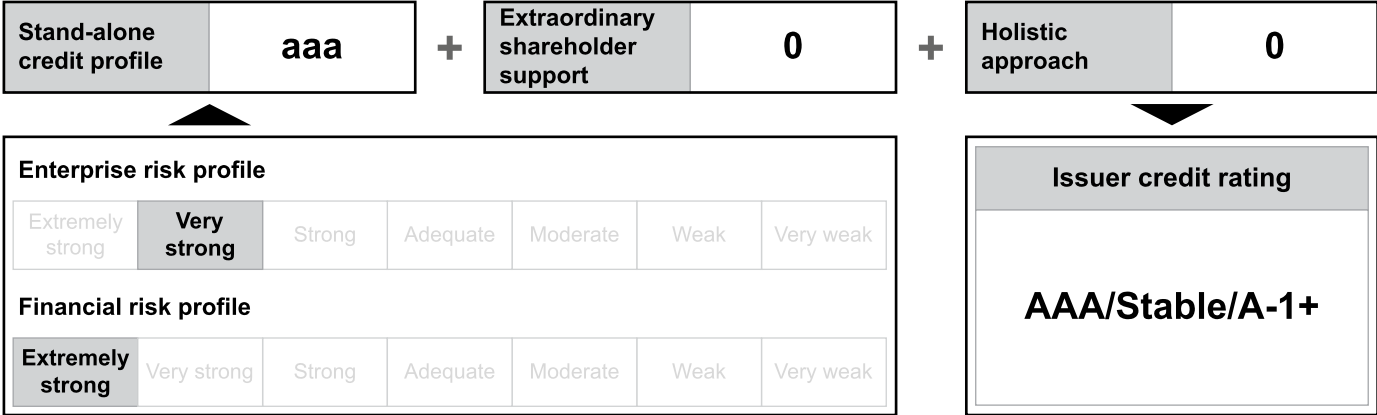 Stand-alone
credit profile
aaa
+
Extraordinary
shareholder
support
0
+
Holistic
approach
0
Enterprise risk profile
Extremely
strong
Very
strong
Strong
Adequate
Moderate
Weak
Very weak
Financial risk profile
Extremely
strong
Very strong
Strong
Adequate
Moderate
Weak
Very weak
Issuer credit rating
AAA/Stable/A-1+